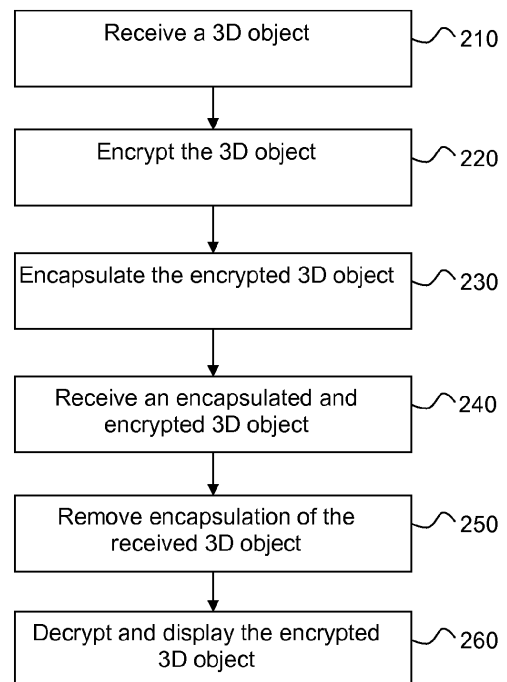 Receive a 3D object
210
Encrypt the 3D object
220
Encapsulate the encrypted 3D object
230
Receive an encapsulated and
encrypted 3D object
240
Remove encapsulation of the
received 3D object
250
Decrypt and display the encrypted
3D object
260